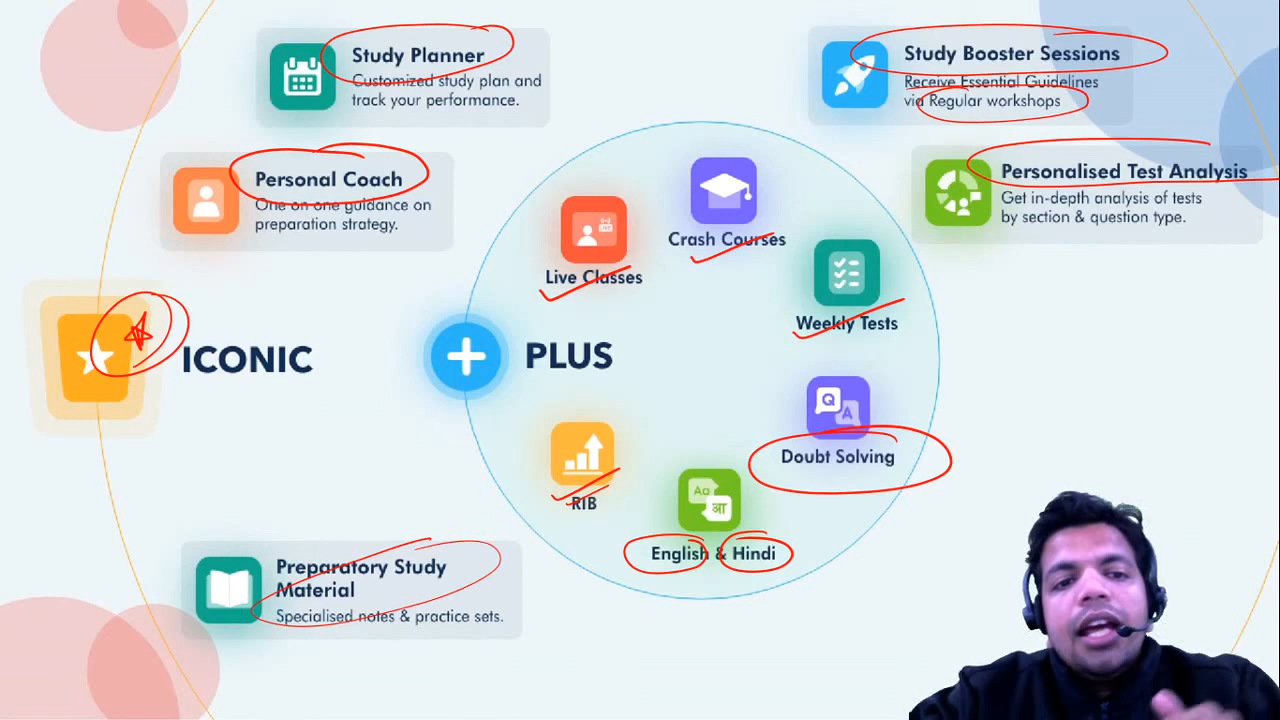 Study Planner
Customized study plan and
track your performance.
Study Booster Sessions
Receive Essential Guidelines
via Regular workshops
Personal Coach
One on one guidance on
preparation strategy.
Personalised Test Analysis
Get in-depth analysis of tests
by section & question type.
Crash Courses
Live Classes
Weekly Tests
ICONIC
PLUS
Q
A
Doubt Solving
RIB
Aa
आ
English & Hindi
Preparatory Study
Material
Specialised notes & practice sets.